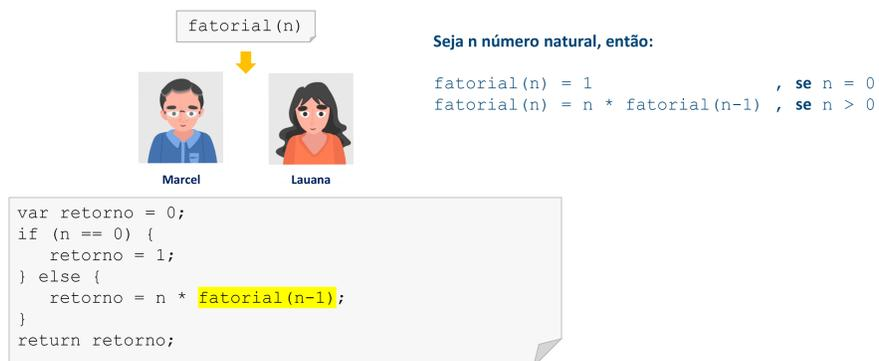 fatorial(n)
Seja n número natural, então:
fatorial(n) = 1 , se n = 0
fatorial(n) = n * fatorial(n-1) , se n > 0
Marcel
Lauana
var retorno = 0;
if (n == 0) {
retorno = 1;
} else {
retorno = n * fatorial(n-1);
}
return retorno;